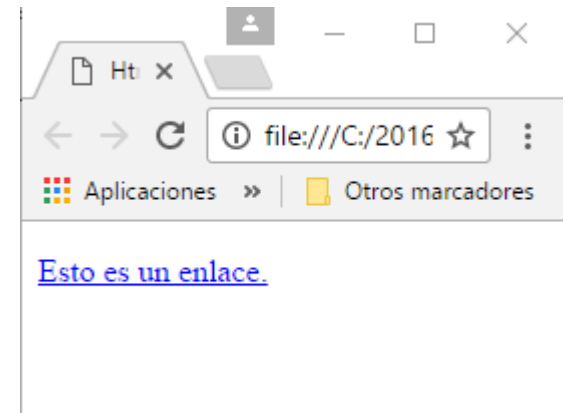 Ht
file:///C:/2016
Aplicaciones » Otros marcadores
Esto es un enlace.